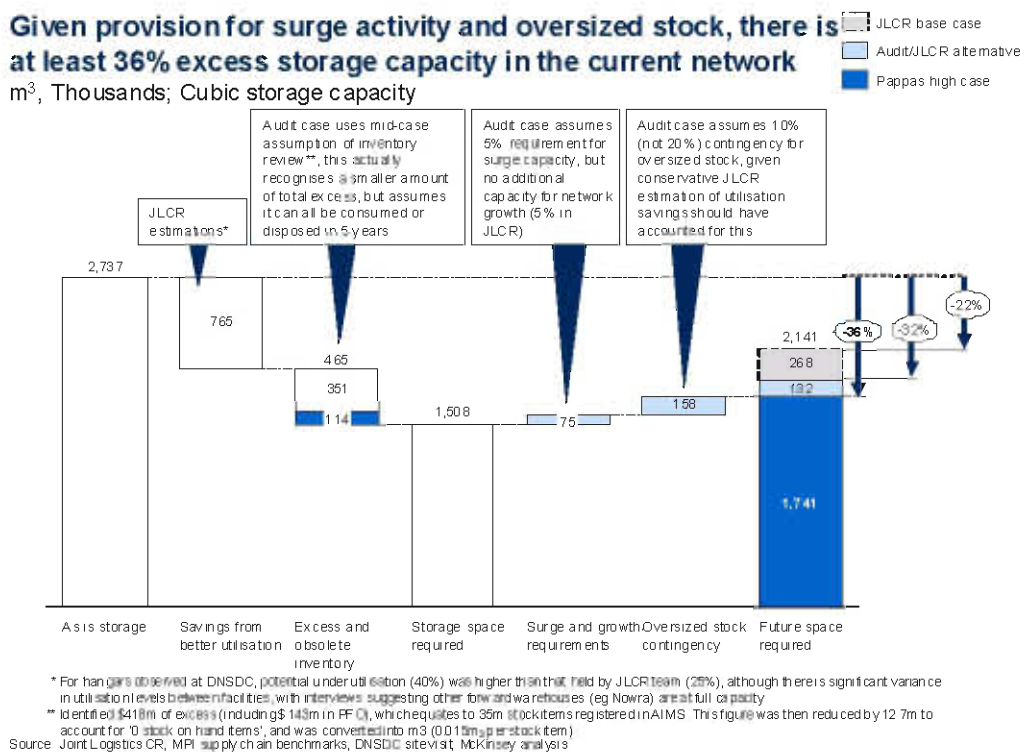 Given provision for surge activity and oversized stock, there is
at least 36% excess storage capacity in the current network
m³, Thousands; Cubic storage capacity
JLCR base case
Audit/JLCR alternative
Pappas high case
JLCR
estimations*
Audit case uses mid-case
assumption of inventory
review**, this actually
recognises a smaller amount
of total excess, but assumes
it can all be consumed or
disposed in 5 years
Audit case assumes
5% requirement for
surge capacity, but
no additional
capacity for network
growth (5% in
JLCR)
Audit case assumes 10%
(not 20%) contingency for
oversized stock, given
conservative JLCR
estimation of utilisation
savings should have
accounted for this
2,737
765
465
351
114
1,508
75
158
2,141
268
132
1,741
-36%
-32%
-22%
As is storage
Savings from
better utilisation
Excess and
obsolete
inventory
Storage space
required
Surge and growth
requirements
Oversized stock
contingency
Future space
required
* For hangars observed at DNSDC, potential under utilisation (40%) was higher than that held by JLCR team (25%), although there is significant variance
in utilisation levels between facilities, with interviews suggesting other forward warehouses (eg Nowra) are at full capacity
** Identified $418m of excess (including $ 143m in PFO), which equates to 35m stock items registered in AIMS This figure was then reduced by 12 7m to
account for '0 stock on hand items', and was converted into m3 (0.015m3 per stock item)
Source Joint Logistics CR, MPI supply chain benchmarks, DNSDC site visit, McKinsey analysis